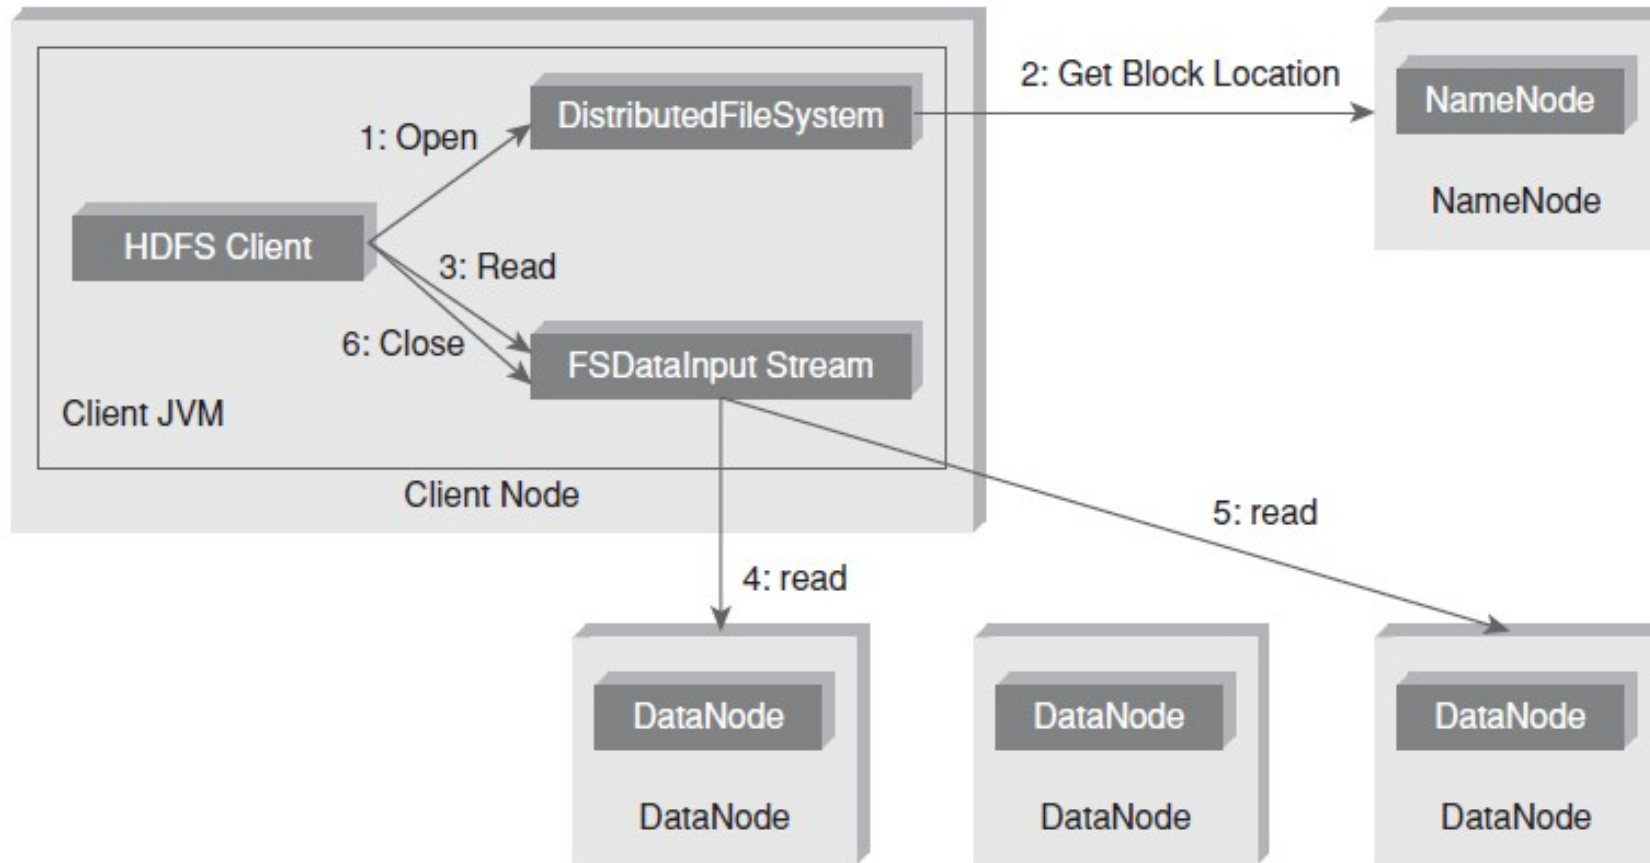 DistributedFileSystem
2: Get Block Location
NameNode
NameNode
1: Open
HDFS Client
3: Read
6: Close
FSDataInput Stream
Client JVM
Client Node
5: read
4: read
DataNode
DataNode
DataNode
DataNode
DataNode
DataNode